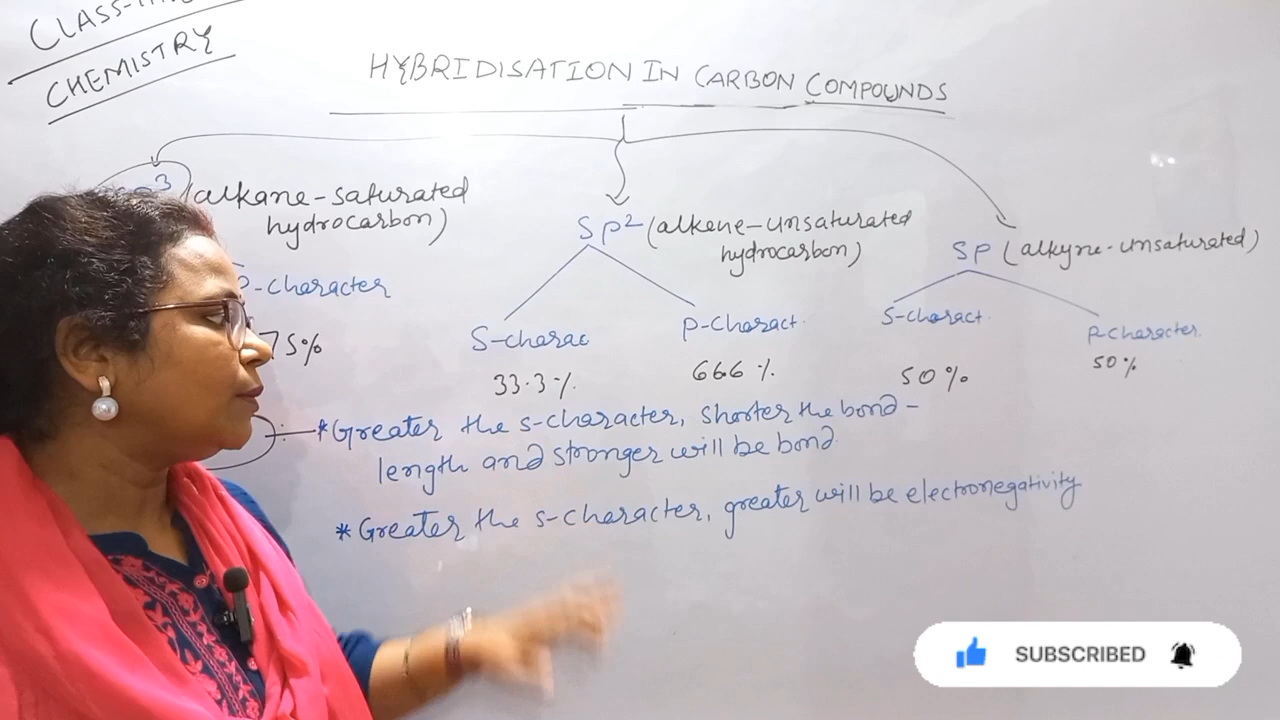 CHEMISTRY
HYBRIDISATION IN CARBON COMPOUNDS
(alkane-saturated
hydrocarbon)
P-character
75%
SP² (alkene-unsaturated
hydrocarbon)
S-charac
P-charact.
33.3%
66.6 %
SP (alkyne-unsaturated)
S-charact.
P-character.
50%
50%
*Greater the s-character, shorter the bond-
length and stronger will be bond
*Greater the s-character, greater will be electronegativity
SUBSCRIBED